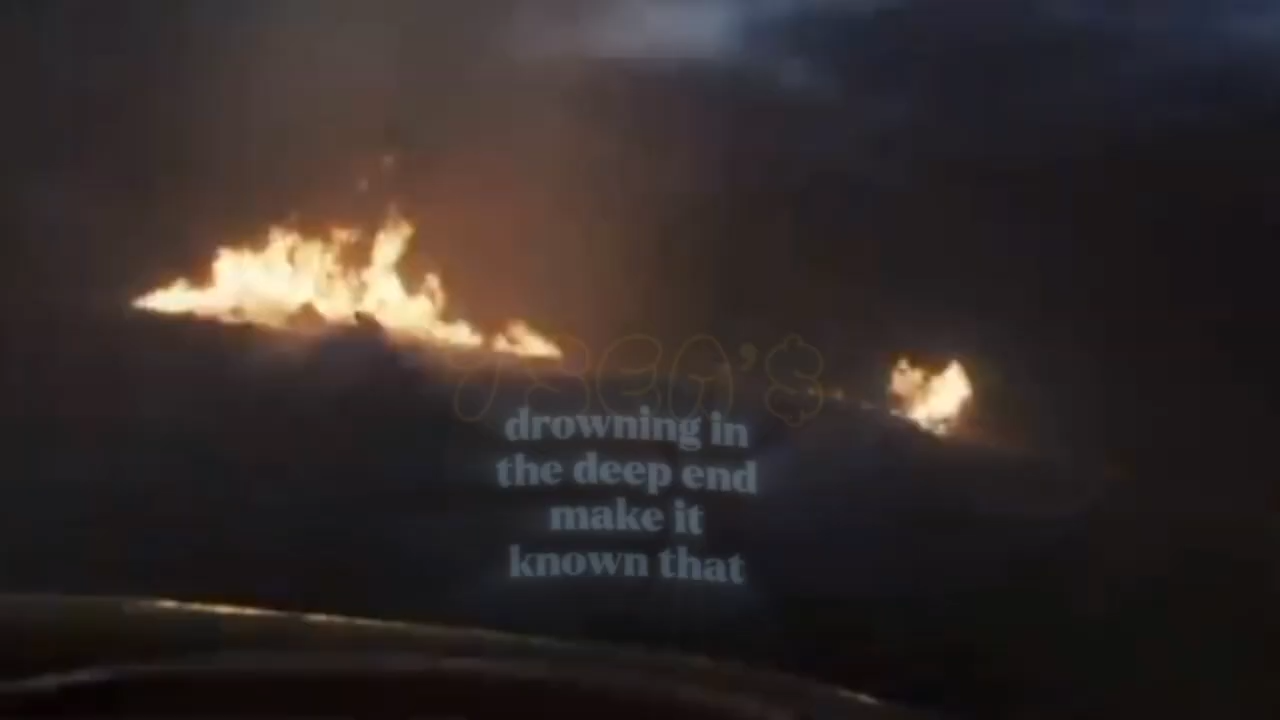 drowning in
the deep end
make it
known that